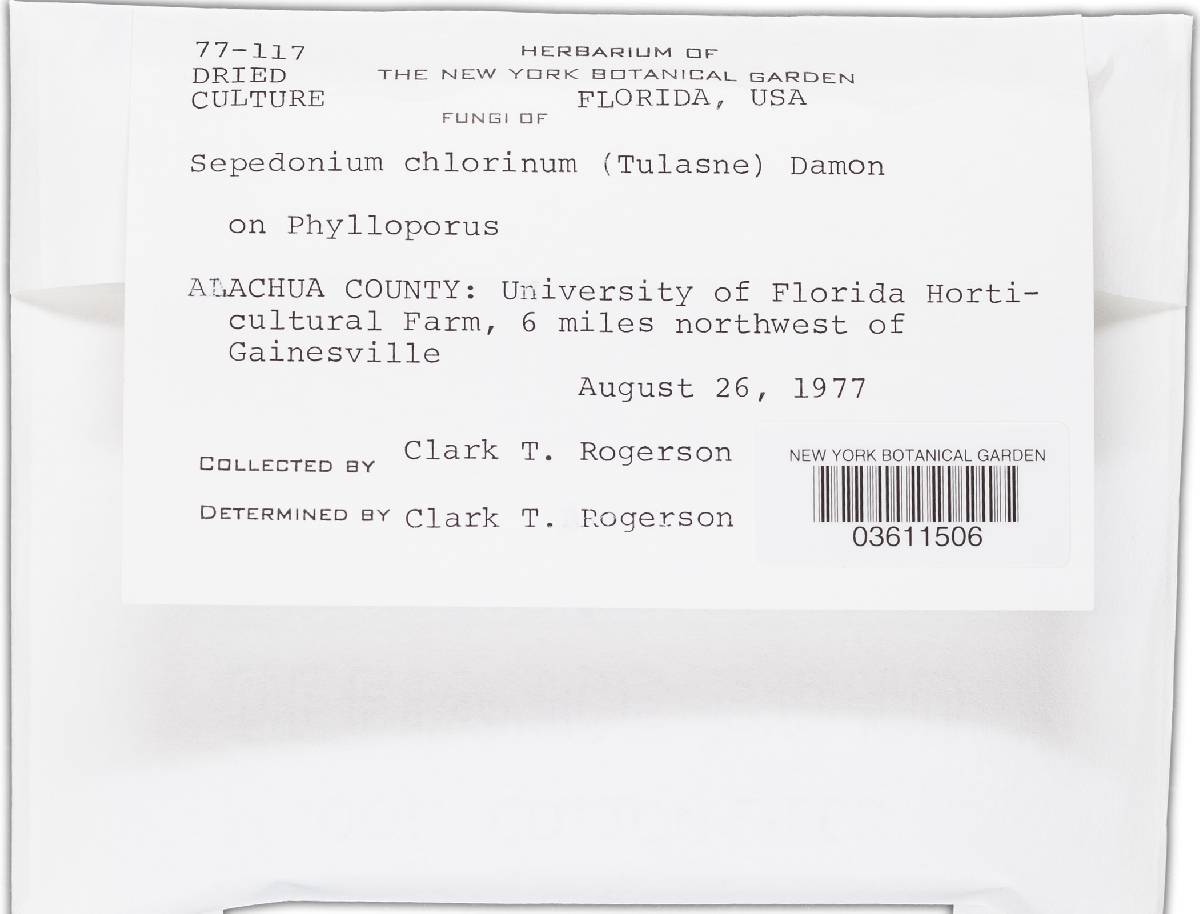 77-117
DRIED
CULTURE
HERBARIUM OF
THE NEW YORK BOTANICAL GARDEN
FLORIDA, USA
FUNGI OF
Sepedonium chlorinum (Tulasne) Damon
on Phylloporus
ALACHUA COUNTY: University of Florida Horti-
cultural Farm, 6 miles northwest of
Gainesville
August 26, 1977
COLLECTED BY Clark T. Rogerson
DETERMINED BY Clark T. Rogerson
NEW YORK BOTANICAL GARDEN
03611506